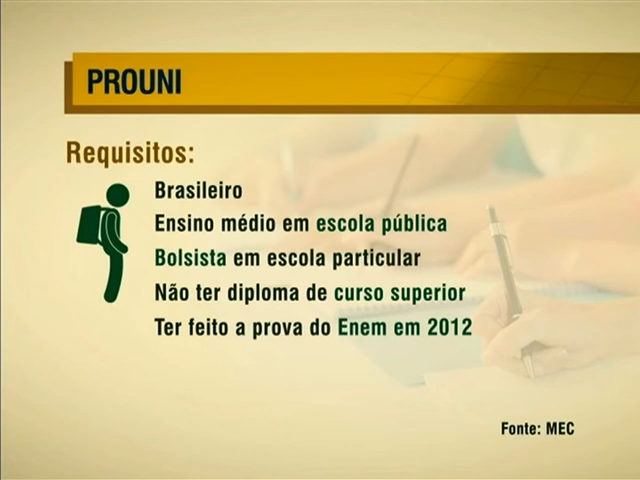 PROUNI
Requisitos:
Brasileiro
Ensino médio em escola pública
Bolsista em escola particular
Não ter diploma de curso superior
Ter feito a prova do Enem em 2012
Fonte: MEC